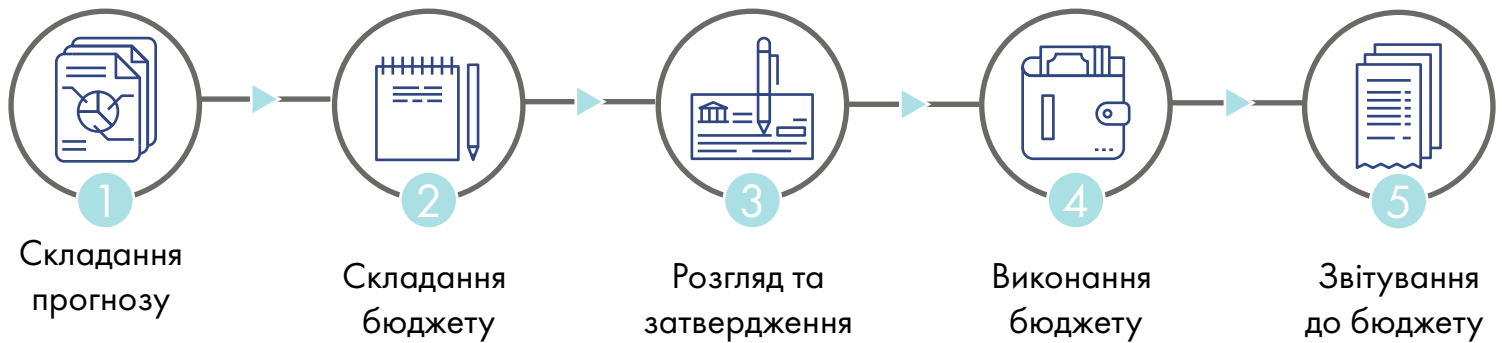 1
Складання
прогнозу
2
Складання
бюджету
3
Розгляд та
затвердження
4
Виконання
бюджету
5
Звітування
до бюджету